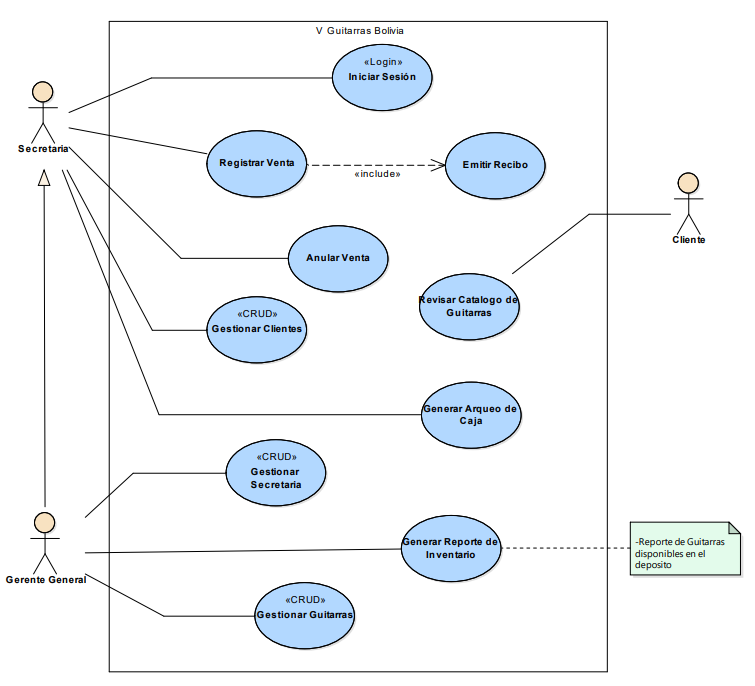 V Guitarras Bolivia
«Login»
Iniciar Sesión
Secretaria
Registrar Venta
«include»
Emitir Recibo
Cliente
Anular Venta
Revisar Catalogo de
Guitarras
«CRUD»
Gestionar Clientes
Generar Arqueo de
Caja
«CRUD»
Gestionar
Secretaria
Gerente General
Generar Reporte de
Inventario
-Reporte de Guitarras
disponibles en el
deposito
«CRUD»
Gestionar Guitarras